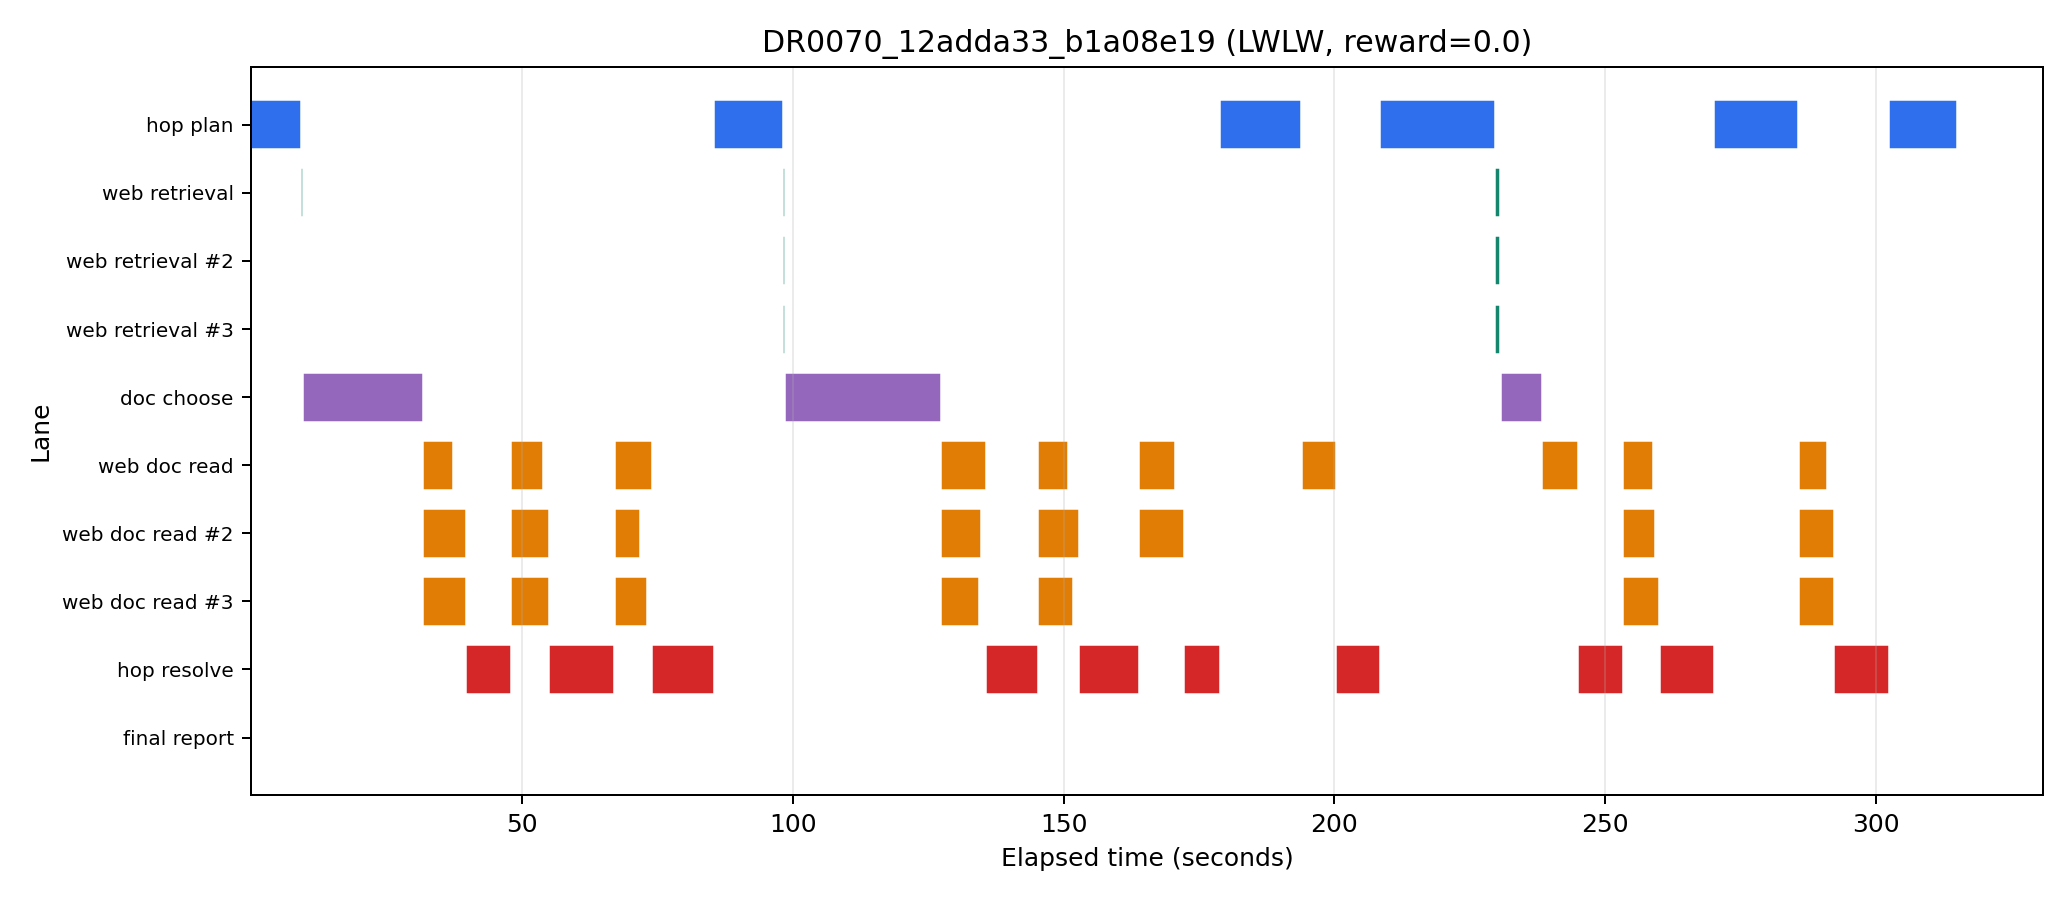 DR0070_12adda33_b1a08e19 (LWLW, reward=0.0)
hop plan
web retrieval
web retrieval #2
web retrieval #3
doc choose
web doc read
web doc read #2
web doc read #3
hop resolve
final report
Lane
50 100 150 200 250 300
Elapsed time (seconds)